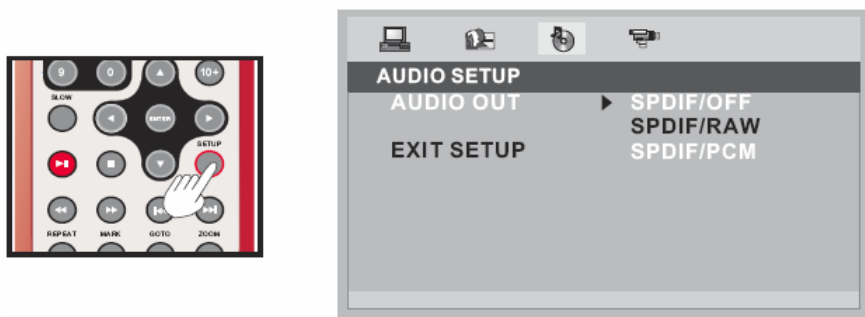 9 0 10+
SLOW
ENTER
SETUP
REPEAT MARK GOTO ZOOM
AUDIO SETUP
AUDIO OUT SPDIF/OFF
SPDIF/RAW
EXIT SETUP SPDIF/PCM